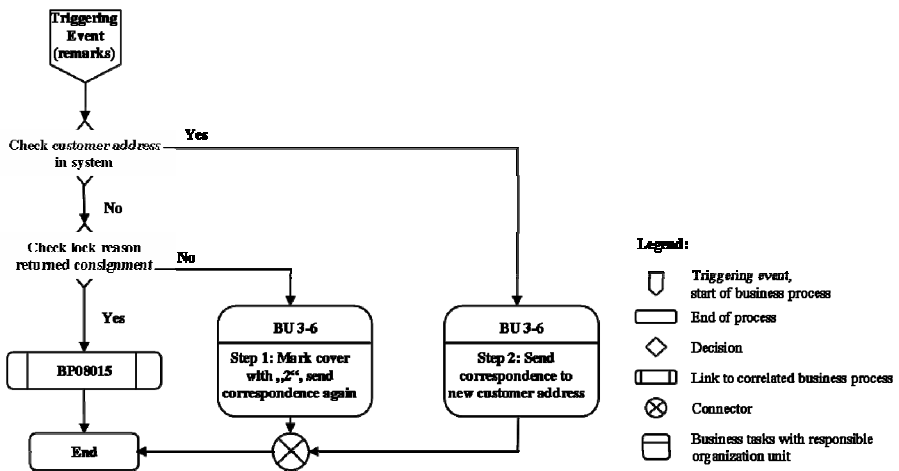 Triggering
Event
(remarks)
Check customer address
in system
Yes
No
Check lock reason
returned consignment
No
Yes
BP08015
End
BU 3-6
Step 1: Mark cover
with „2“, send
correspondence again
BU 3-6
Step 2: Send
correspondence to
new customer address
Legend:
Triggering event,
start of business process
End of process
Decision
Link to correlated business process
Connector
Business tasks with responsible
organization unit